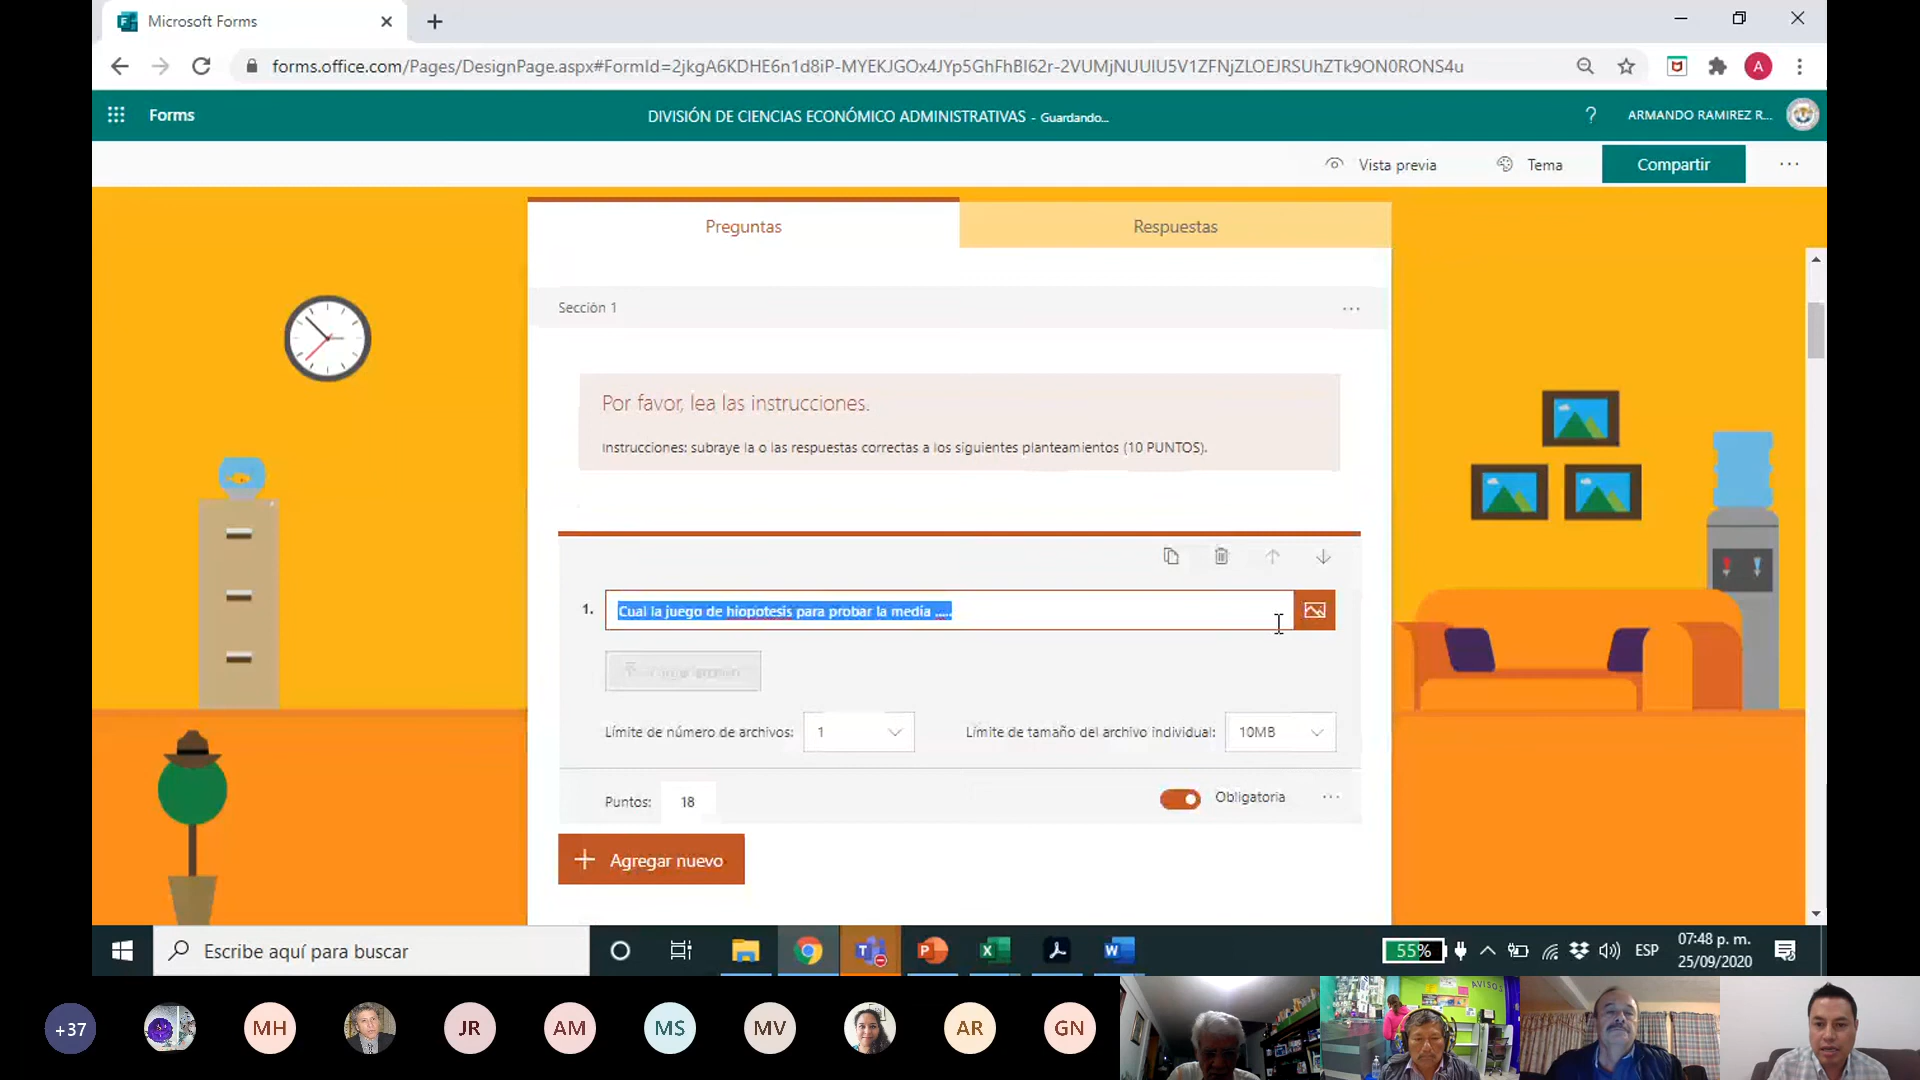 Microsoft Forms
forms.office.com/Pages/DesignPage.aspx#FormId=2jkgA6KDHE6n1d8iP-MYEKJGOx4JYp5GhFhBI62r-2VUMjNUUlU5V1ZFNjZLOEJRSUhZTk9ON0RONS4u
A
Forms
DIVISIÓN DE CIENCIAS ECONÓMICO ADMINISTRATIVAS - Guardando...
?
ARMANDO RAMIREZ R...
Vista previa
Tema
Compartir
Preguntas
Respuestas
Sección 1
Por favor, lea las instrucciones.
Instrucciones: subraye la o las respuestas correctas a los siguientes planteamientos (10 PUNTOS).
1.
Cual la juego de hiopotesis para probar la media .....
Límite de número de archivos:
1
Límite de tamaño del archivo individual:
10MB
Puntos:
18
Obligatoria
Agregar nuevo
Escribe aquí para buscar
55%
ESP
07:48 p. m.
25/09/2020
+37
MH
JR
AM
MS
MV
AR
GN
AVISOS